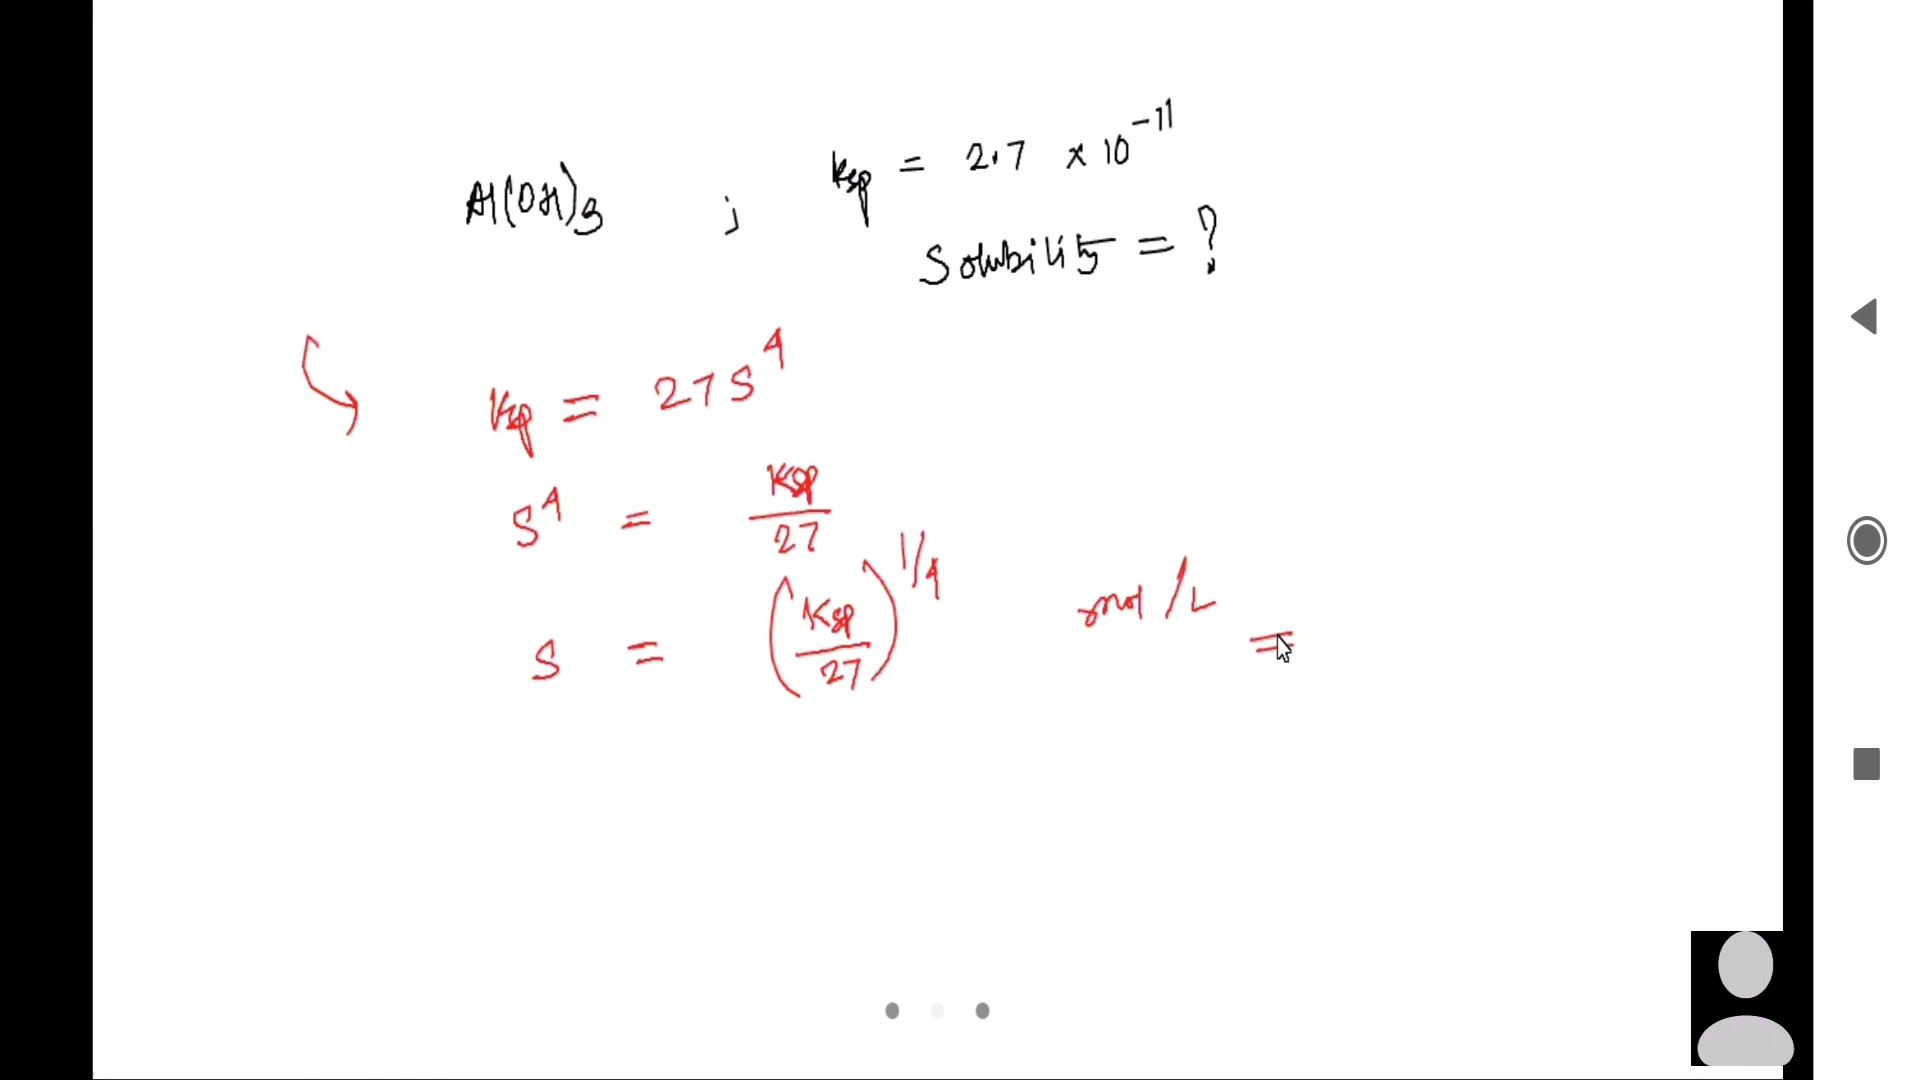 Al(OH)3 ; Ksp = 2.7 x 10^-11
Solubility = ?
Ksp = 27 S^4
S^4 = Ksp/27
S = (Ksp/27)^1/4 mol/L =